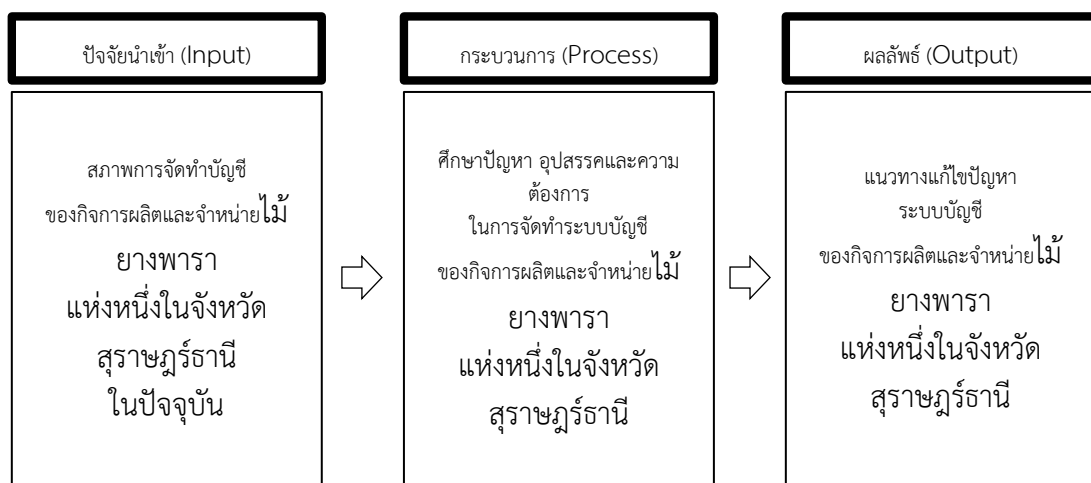 ปัจจัยนำเข้า (Input)
สภาพการจัดทำบัญชี
ของกิจการผลิตและจำหน่ายไม้
ยางพารา
แห่งหนึ่งในจังหวัด
สุราษฎร์ธานี
ในปัจจุบัน
กระบวนการ (Process)
ศึกษาปัญหา อุปสรรคและความ
ต้องการ
ในการจัดทำระบบบัญชี
ของกิจการผลิตและจำหน่ายไม้
ยางพารา
แห่งหนึ่งในจังหวัด
สุราษฎร์ธานี
ผลลัพธ์ (Output)
แนวทางแก้ไขปัญหา
ระบบบัญชี
ของกิจการผลิตและจำหน่ายไม้
ยางพารา
แห่งหนึ่งในจังหวัด
สุราษฎร์ธานี